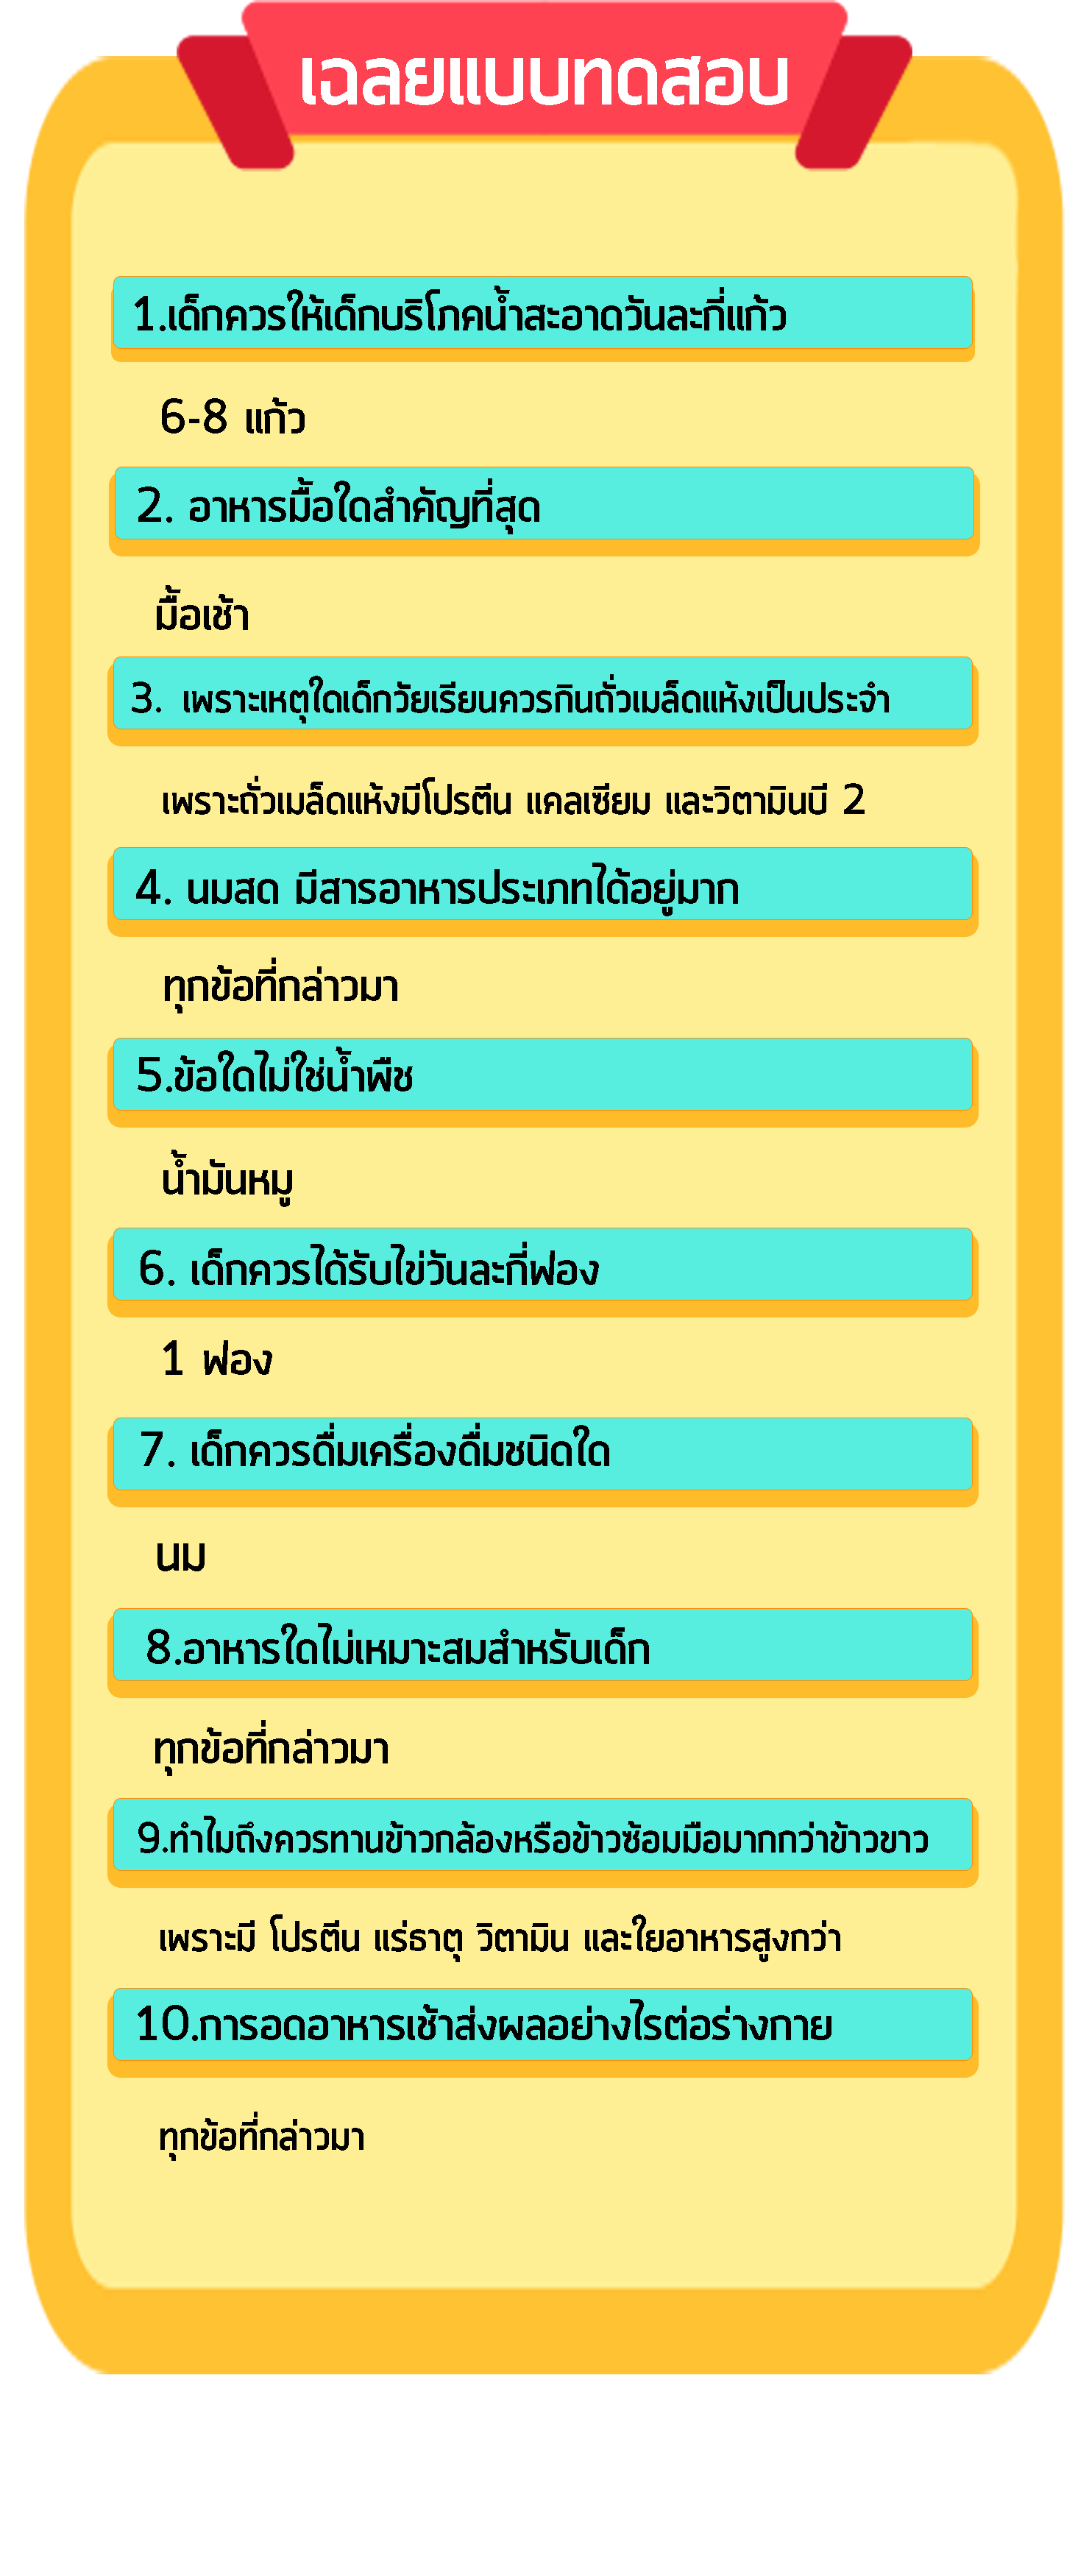 เฉลยแบบทดสอบ
1.เด็กควรให้เด็กบริโภคน้ำสะอาดวันละกี่แก้ว
6-8 แก้ว
2. อาหารมื้อใดสำคัญที่สุด
มื้อเช้า
3. เพราะเหตุใดเด็กวัยเรียนควรกินถั่วเมล็ดแห้งเป็นประจำ
เพราะถั่วเมล็ดแห้งมีโปรตีน แคลเซียม และวิตามินบี 2
4. นมสด มีสารอาหารประเภทได้อยู่มาก
ทุกข้อที่กล่าวมา
5.ข้อใดไม่ใช่น้ำพืช
น้ำมันหมู
6. เด็กควรได้รับไข่วันละกี่ฟอง
1 ฟอง
7. เด็กควรดื่มเครื่องดื่มชนิดใด
นม
8.อาหารใดไม่เหมาะสมสำหรับเด็ก
ทุกข้อที่กล่าวมา
9.ทำไมถึงควรทานข้าวกล้องหรือข้าวซ้อมมือมากกว่าข้าวขาว
เพราะมี โปรตีน แร่ธาตุ วิตามิน และใยอาหารสูงกว่า
10.การอดอาหารเช้าส่งผลอย่างไรต่อร่างกาย
ทุกข้อที่กล่าวมา